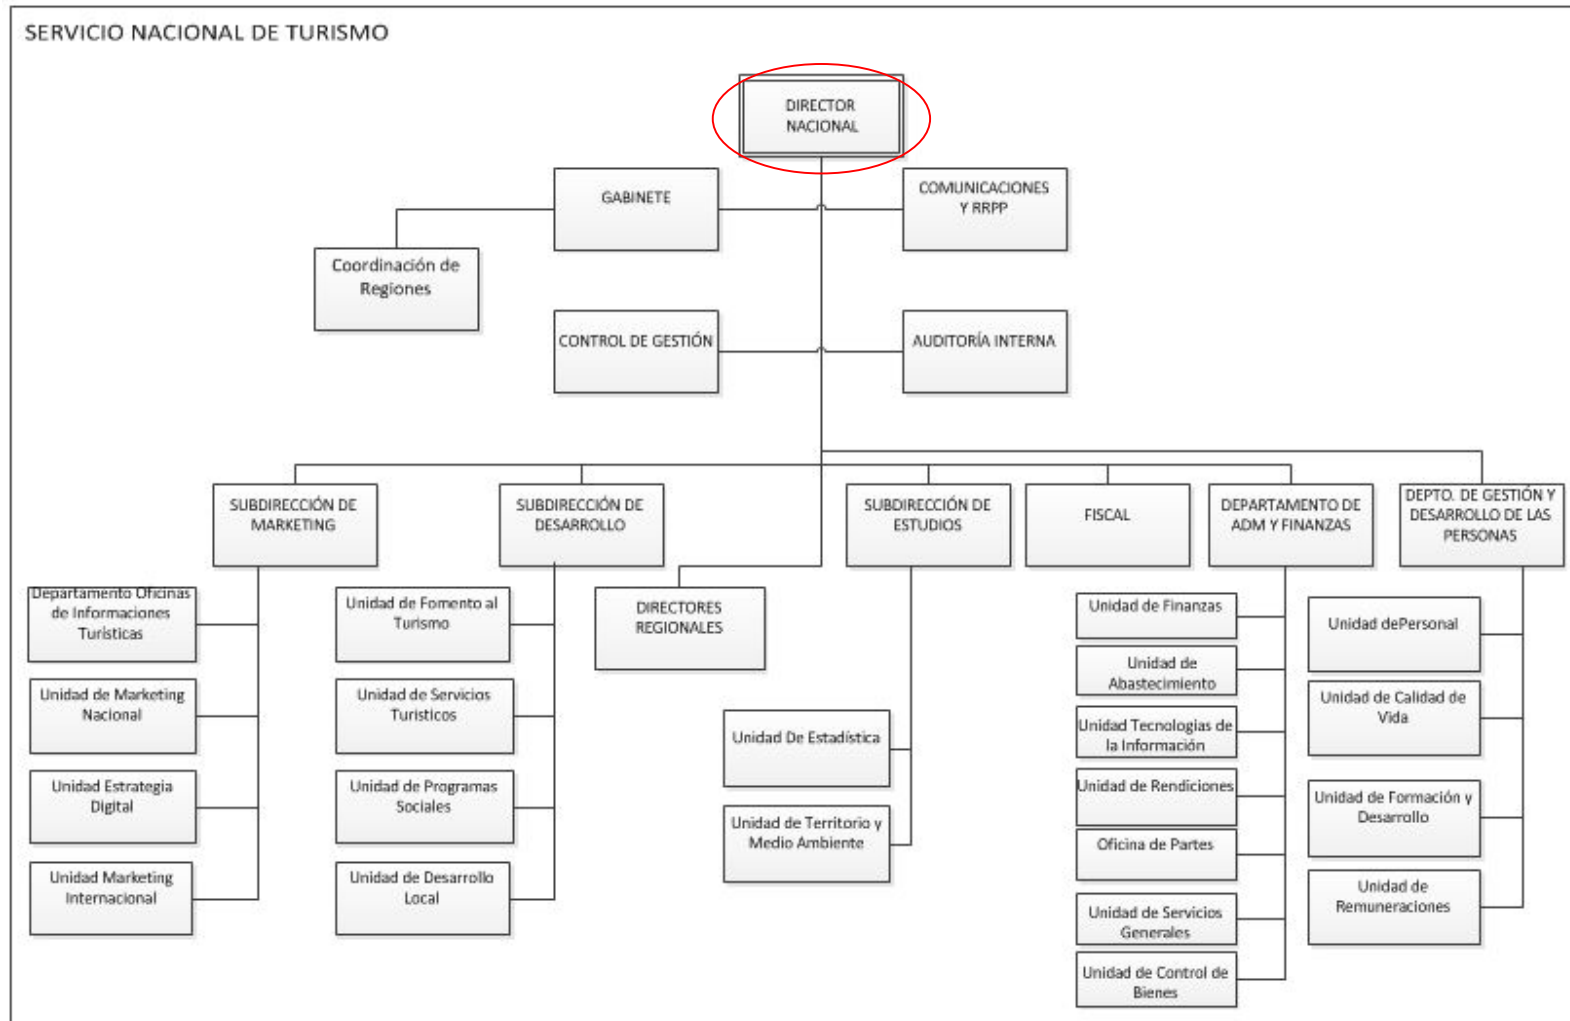 SERVICIO NACIONAL DE TURISMO
DIRECTOR
NACIONAL
GABINETE
COMUNICACIONES
Y RRPP
Coordinación de
Regiones
CONTROL DE GESTIÓN
AUDITORÍA INTERNA
SUBDIRECCIÓN DE
MARKETING
SUBDIRECCIÓN DE
DESARROLLO
SUBDIRECCIÓN DE
ESTUDIOS
FISCAL
DEPARTAMENTO DE
ADM Y FINANZAS
DEPTO. DE GESTIÓN Y
DESARROLLO DE LAS
PERSONAS
Departamento Oficinas
de Informaciones
Turísticas
Unidad de Marketing
Nacional
Unidad Estrategia
Digital
Unidad Marketing
Internacional
Unidad de Fomento al
Turismo
Unidad de Servicios
Turisticos
Unidad de Programas
Sociales
Unidad de Desarrollo
Local
DIRECTORES
REGIONALES
Unidad De Estadística
Unidad de Territorio y
Medio Ambiente
Unidad de Finanzas
Unidad de
Abastecimiento
Unidad Tecnologias de
la Información
Unidad de Rendiciones
Oficina de Partes
Unidad de Servicios
Generales
Unidad de Control de
Bienes
Unidad dePersonal
Unidad de Calidad de
Vida
Unidad de Formación y
Desarrollo
Unidad de
Remuneraciones